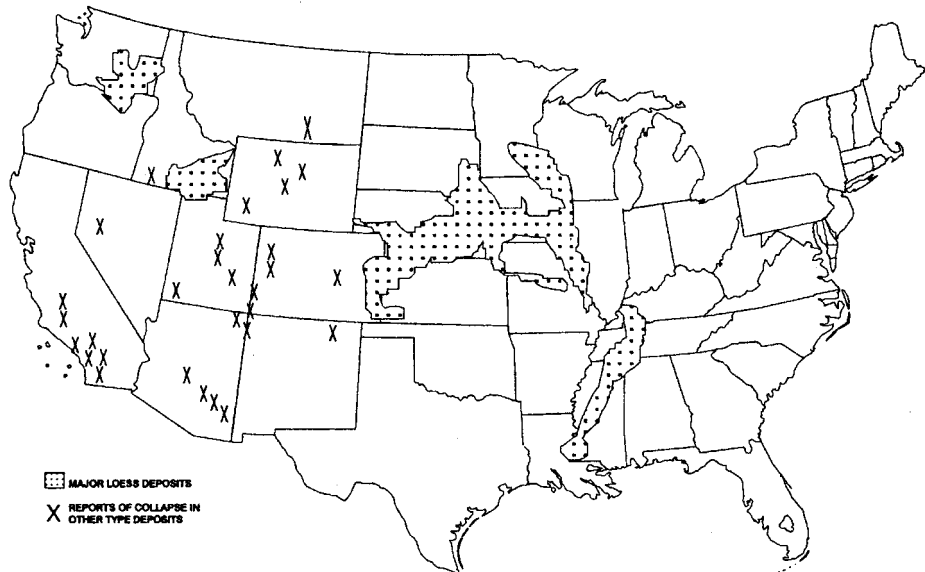 MAJOR LOESS DEPOSITS
X REPORTS OF COLLAPSE IN
OTHER TYPE DEPOSITS